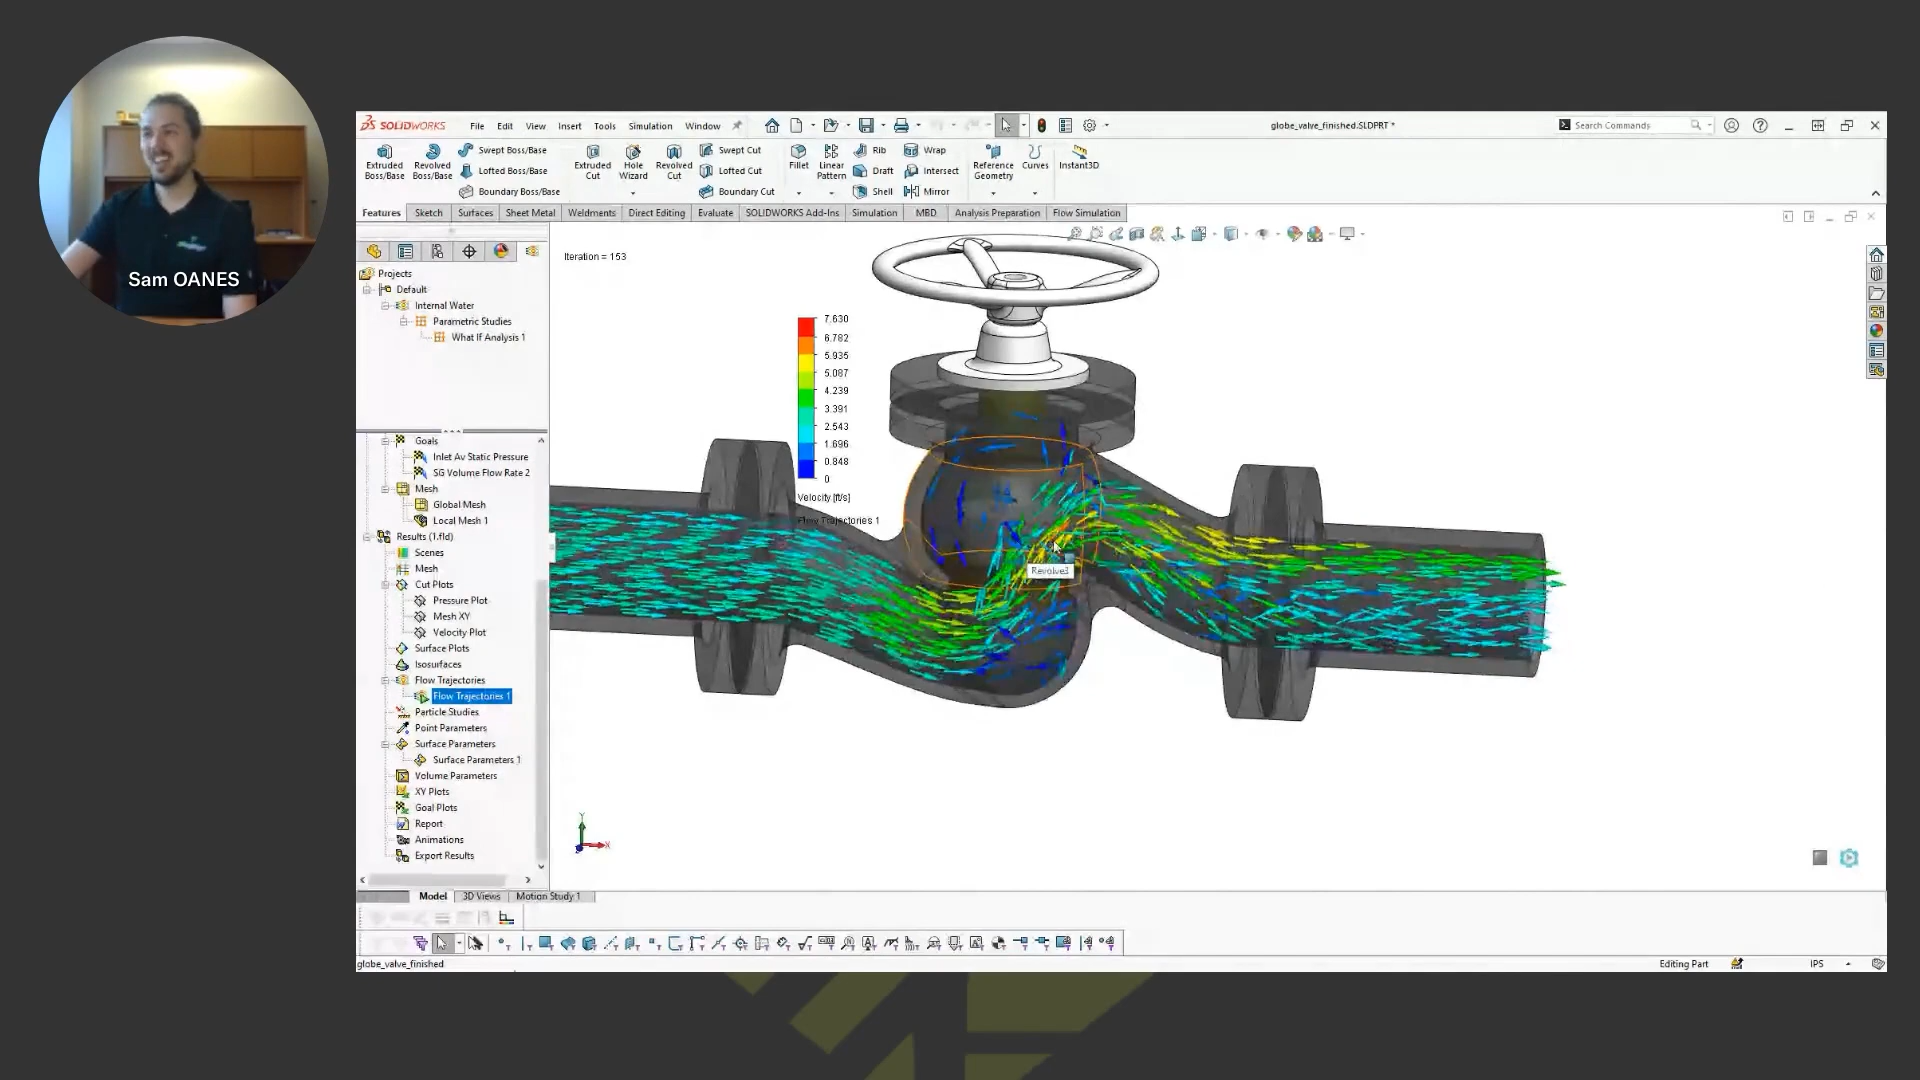 Sam OANES
SOLIDWORKS
File Edit View Insert Tools Simulation Window
globe_valve_finished.SLDPRT *
Search Commands
Extruded Boss/Base
Revolved Boss/Base
Swept Boss/Base
Lofted Boss/Base
Boundary Boss/Base
Extruded Cut
Hole Wizard
Revolved Cut
Swept Cut
Lofted Cut
Boundary Cut
Fillet
Linear Pattern
Rib
Draft
Shell
Wrap
Intersect
Mirror
Reference Geometry
Curves
Instant3D
Features Sketch Surfaces Sheet Metal Weldments Direct Editing Evaluate SOLIDWORKS Add-Ins Simulation MBD Analysis Preparation Flow Simulation
Projects
Default
Internal Water
Parametric Studies
What If Analysis 1
Goals
Inlet Av Static Pressure
SG Volume Flow Rate 2
Mesh
Global Mesh
Local Mesh 1
Results (1.fld)
Scenes
Mesh
Cut Plots
Pressure Plot
Mesh XY
Velocity Plot
Surface Plots
Isosurfaces
Flow Trajectories
Flow Trajectories 1
Particle Studies
Point Parameters
Surface Parameters
Surface Parameters 1
Volume Parameters
XY Plots
Goal Plots
Report
Animations
Export Results
Iteration = 153
7.630
6.782
5.935
5.087
4.239
3.391
2.543
1.696
0.848
0
Velocity [ft/s]
Flow Trajectories 1
Revolve3
Y
X
Model 3D Views Motion Study 1
globe_valve_finished
Editing Part
IPS